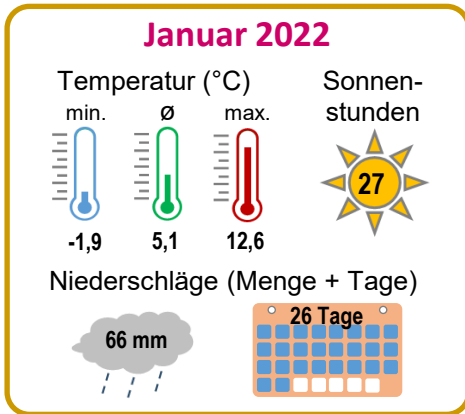 Januar 2022
Temperatur (°C)
Sonnen-
stunden
min. Ø max.
27
-1,9 5,1 12,6
Niederschläge (Menge + Tage)
66 mm
26 Tage